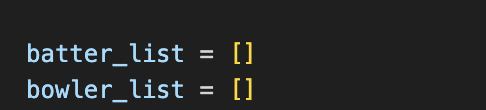 batter_list = []
bowler_list = []